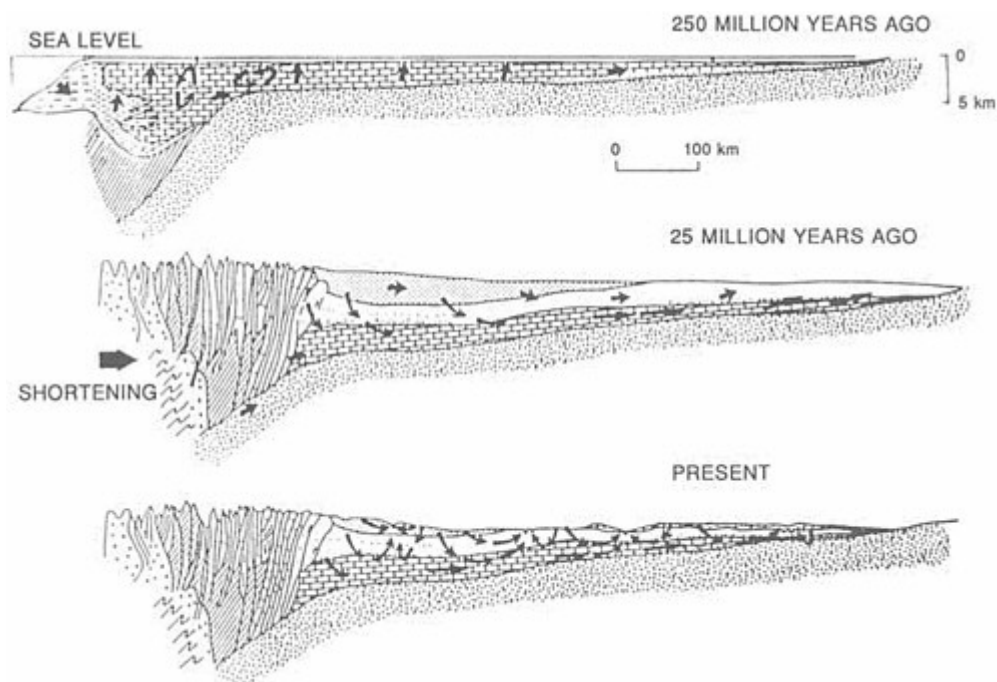 250 MILLION YEARS AGO
SEA LEVEL
0
5 km
0 100 km
25 MILLION YEARS AGO
SHORTENING
PRESENT